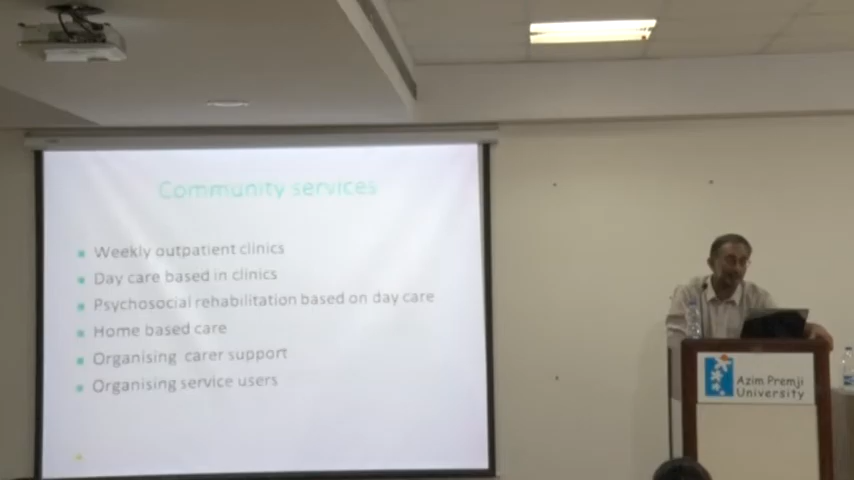 Community services
Weekly outpatient clinics
Day care based in clinics
Psychosocial rehabilitation based on day care
Home based care
Organising carer support
Organising service users
Azim Premji
University